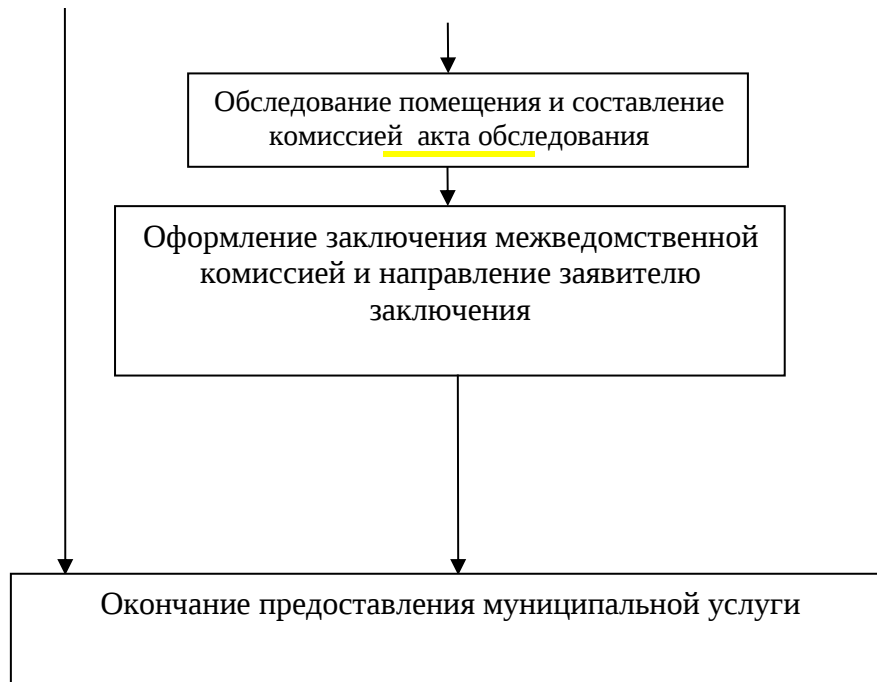 Обследование помещения и составление
комиссией акта обследования
Оформление заключения межведомственной
комиссией и направление заявителю
заключения
Окончание предоставления муниципальной услуги